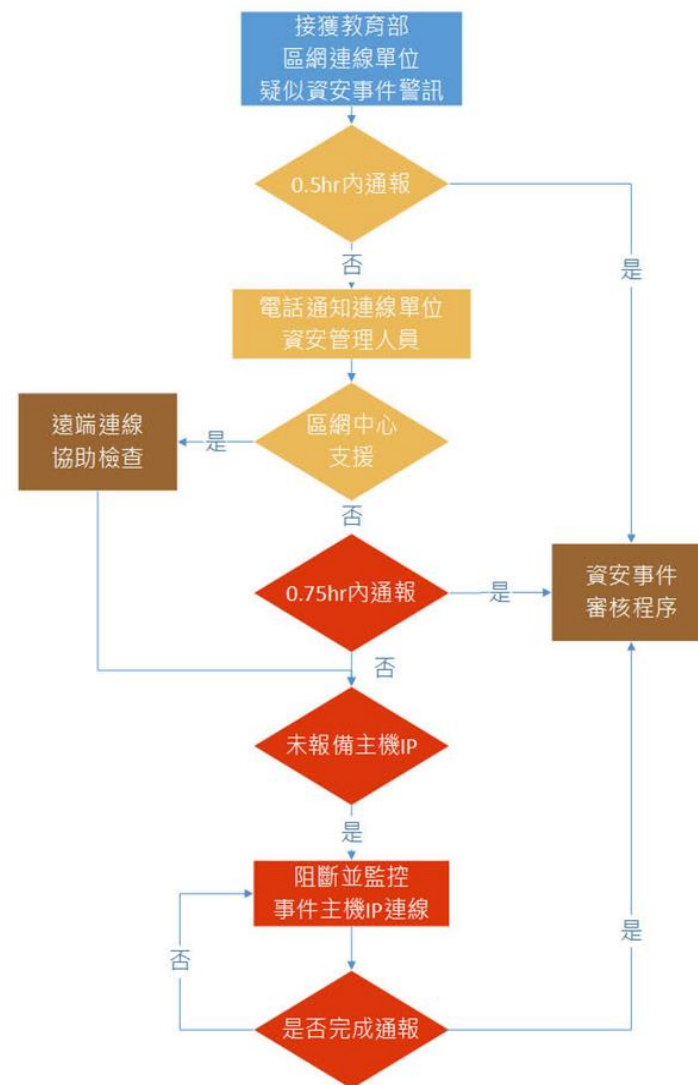 接獲教育部
區網連線單位
疑似資安事件警訊
0.5hr內通報
是
否
電話通知連線單位
資安管理人員
遠端連線
協助檢查
是
區網中心
支援
否
0.75hr內通報
是
資安事件
審核程序
否
未報備主機IP
是
阻斷並監控
事件主機IP連線
是
否
是否完成通報